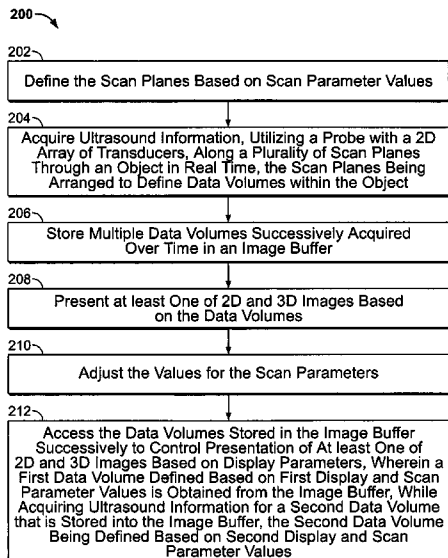 200
202
Define the Scan Planes Based on Scan Parameter Values
204
Acquire Ultrasound Information, Utilizing a Probe with a 2D
Array of Transducers, Along a Plurality of Scan Planes
Through an Object in Real Time, the Scan Planes Being
Arranged to Define Data Volumes within the Object
206
Store Multiple Data Volumes Successively Acquired
Over Time in an Image Buffer
208
Present at least One of 2D and 3D Images Based
on the Data Volumes
210
Adjust the Values for the Scan Parameters
212
Access the Data Volumes Stored in the Image Buffer
Successively to Control Presentation of At least One of
2D and 3D Images Based on Display Parameters, Wherein a
First Data Volume Defined Based on First Display and Scan
Parameter Values is Obtained from the Image Buffer, While
Acquiring Ultrasound Information for a Second Data Volume
that is Stored into the Image Buffer, the Second Data Volume
Being Defined Based on Second Display and Scan
Parameter Values